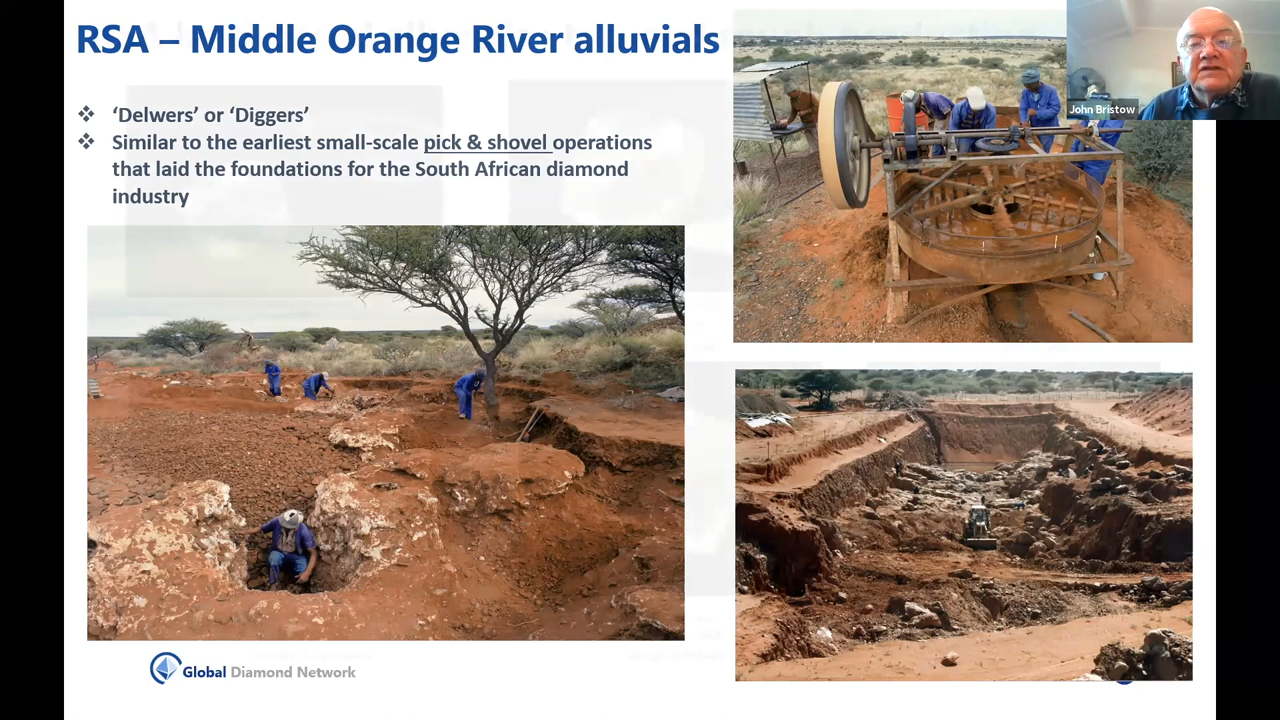 RSA – Middle Orange River alluvials
John Bristow
❖ ‘Delwers’ or ‘Diggers’
❖ Similar to the earliest small-scale pick & shovel operations
that laid the foundations for the South African diamond
industry
Global Diamond Network